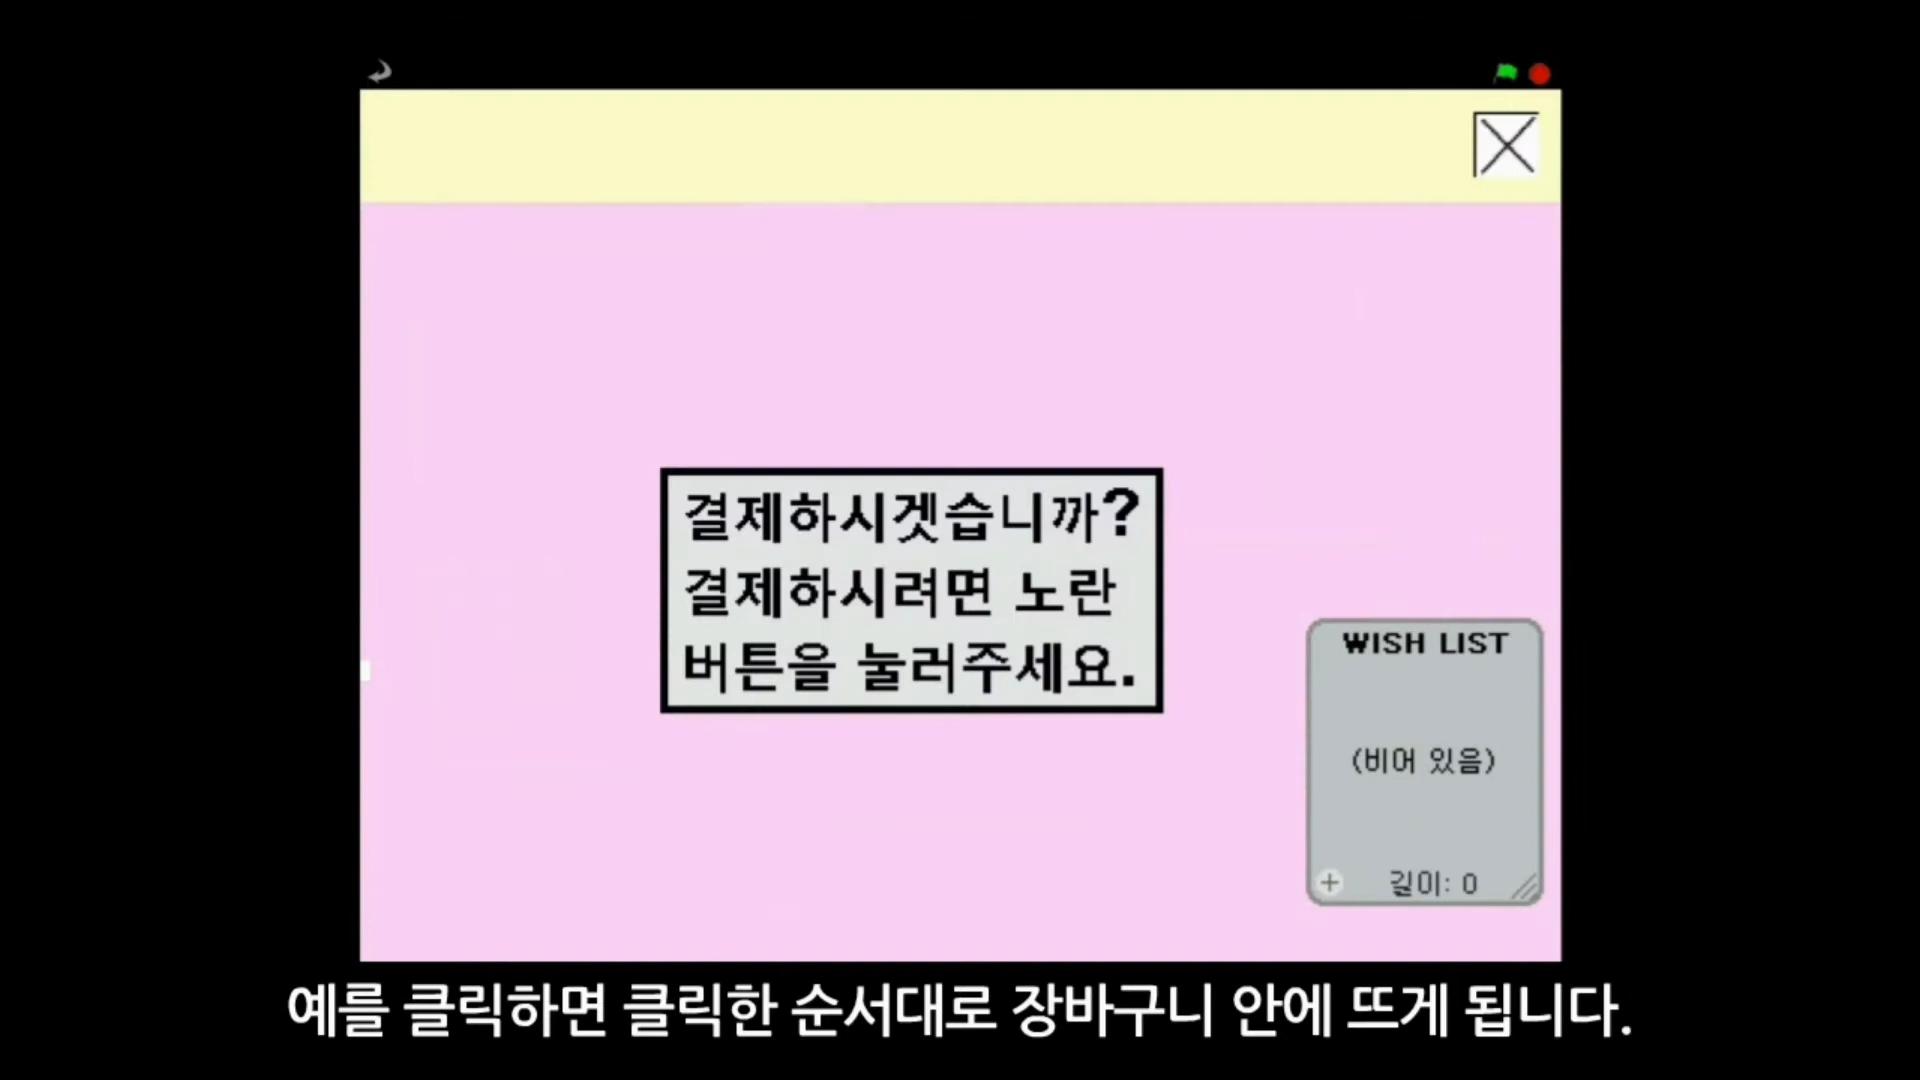 결제하시겟습니까?
결제하시려면 노란
버튼을 눌러주세요.
WISH LIST
(비어 있음)
길이: 0
예를 클릭하면 클릭한 순서대로 장바구니 안에 뜨게 됩니다.